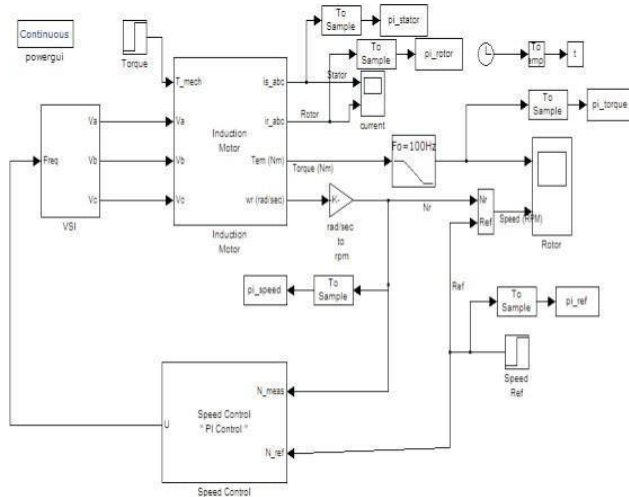 Continuous
powergui
Torque
To
Sample
pi_stator
To
Sample
pi_rotor
To
t
T_mech
is_abc
Stator
ir_abc
Rotor
current
To
Sample
pi_torque
Va
Va
Induction
Motor
Freq
Vb
Vb
Tem (Nm)
Torque (Nm)
Fo=100Hz
Vc
Vc
wr (rad/sec)
VSI
Induction
Motor
K-
rad/sec
to
rpm
Nr
Nr
Ref
Speed (RPM)
Rotor
pi_speed
To
Sample
Ref
To
Sample
pi_ref
Speed
Ref
N_meas
U
Speed Control
" PI Control "
N_ref
Speed Control